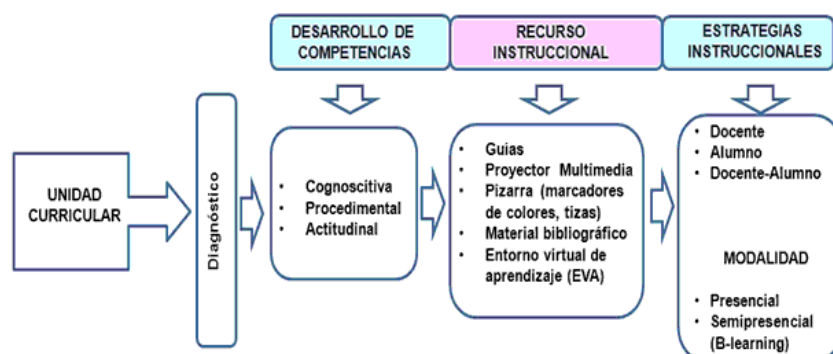 DESARROLLO DE
COMPETENCIAS
RECURSO
INSTRUCCIONAL
ESTRATEGIAS
INSTRUCCIONALES
UNIDAD
CURRICULAR
Diagnóstico
• Cognoscitiva
• Procedimental
• Actitudinal
• Guias
• Proyector Multimedia
• Pizarra (marcadores
de colores, tizas)
• Material bibliográfico
• Entorno virtual de
aprendizaje (EVA)
• Docente
• Alumno
• Docente-Alumno
MODALIDAD
• Presencial
• Semipresencial
(B-learning)